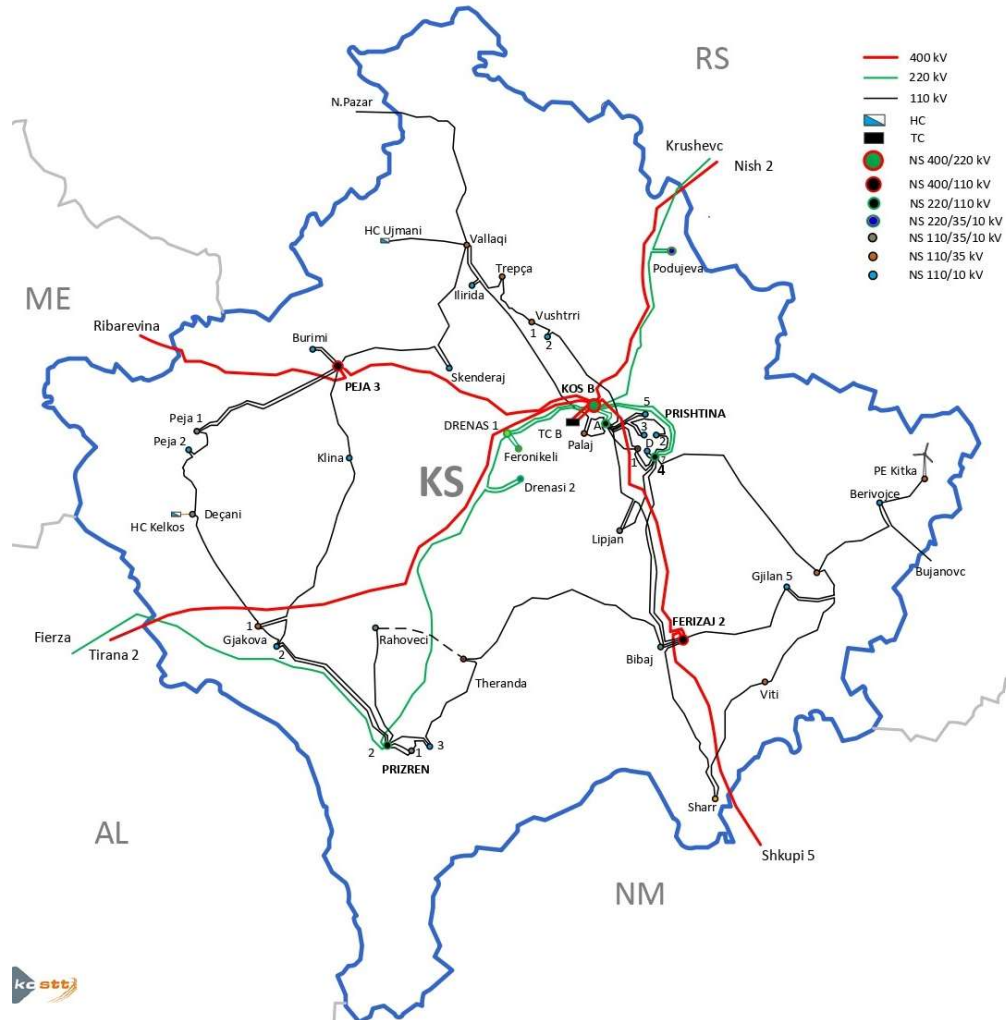 RS
400 kV
220 kV
110 kV
HC
TC
NS 400/220 kV
NS 400/110 kV
NS 220/110 kV
NS 220/35/10 kV
NS 110/35/10 kV
NS 110/35 kV
NS 110/10 kV
N.Pazar
Krushevc
Nish 2
HC Ujmani
Vallaqi
Podujeva
Trepça
Ilirida
ME
Ribarevina
Vushtrri
1
2
Burimi
Skenderaj
PEJA 3
KOS B
5
PRISHTINA
Peja 1
DRENAS 1
TC B
A
3
2
Palaj
D
Peja 2
Feronikeli
1
7
4
Klina
KS
PE Kitka
Drenasi 2
Berivojce
HC Kelkos
Deçani
Lipjan
Bujanovc
Gjilan 5
1
Gjakova
FERIZAJ 2
Fierza
Rahoveci
2
Bibaj
Tirana 2
Theranda
Viti
2
1
3
PRIZREN
Sharr
AL
Shkupi 5
NM
kostt